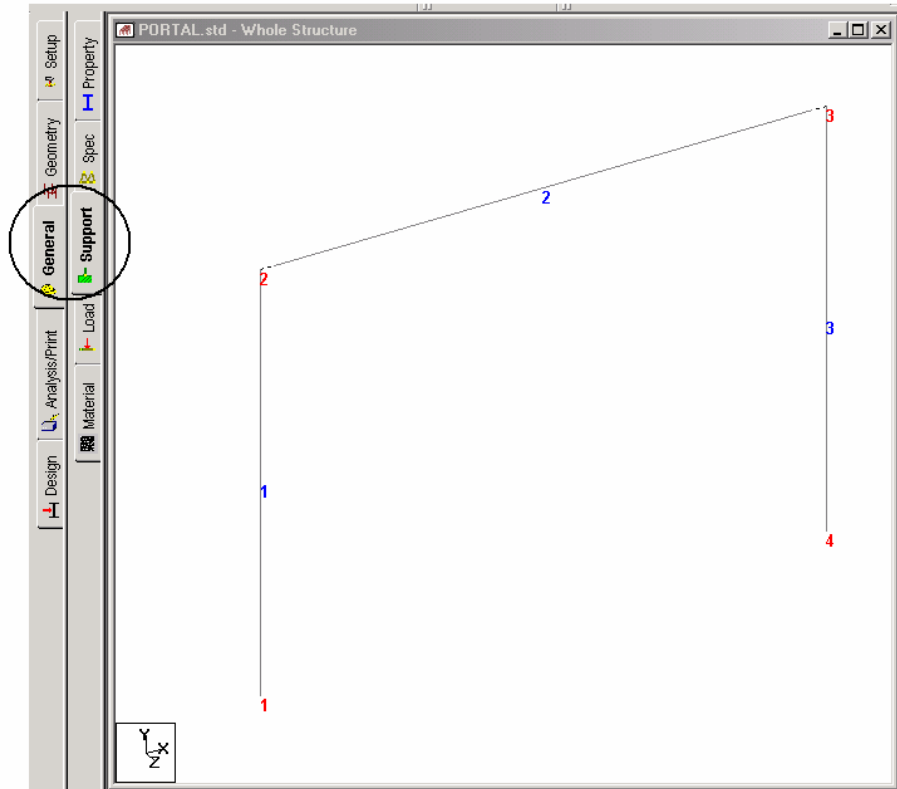 PORTAL.std - Whole Structure
Setup
Geometry
General
Analysis/Print
Design
Property
Spec
Support
Load
Material
3
2
2
3
1
4
1
Y
X
Z